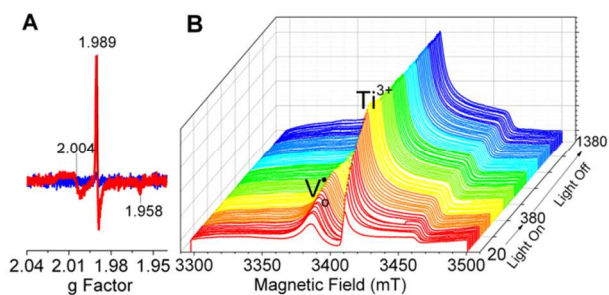 A
1.989
2.004
1.958
2.04 2.01 1.98 1.95
g Factor
B
Ti3+
V•o
3300 3350 3400 3450 3500
Magnetic Field (mT)
20 380 1380
Light On Light Off